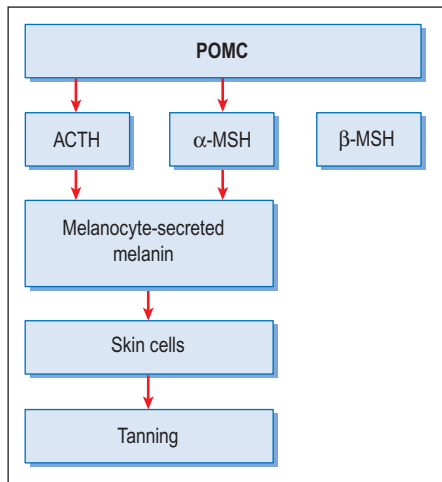 POMC
ACTH
α-MSH
β-MSH
Melanocyte-secreted
melanin
Skin cells
Tanning